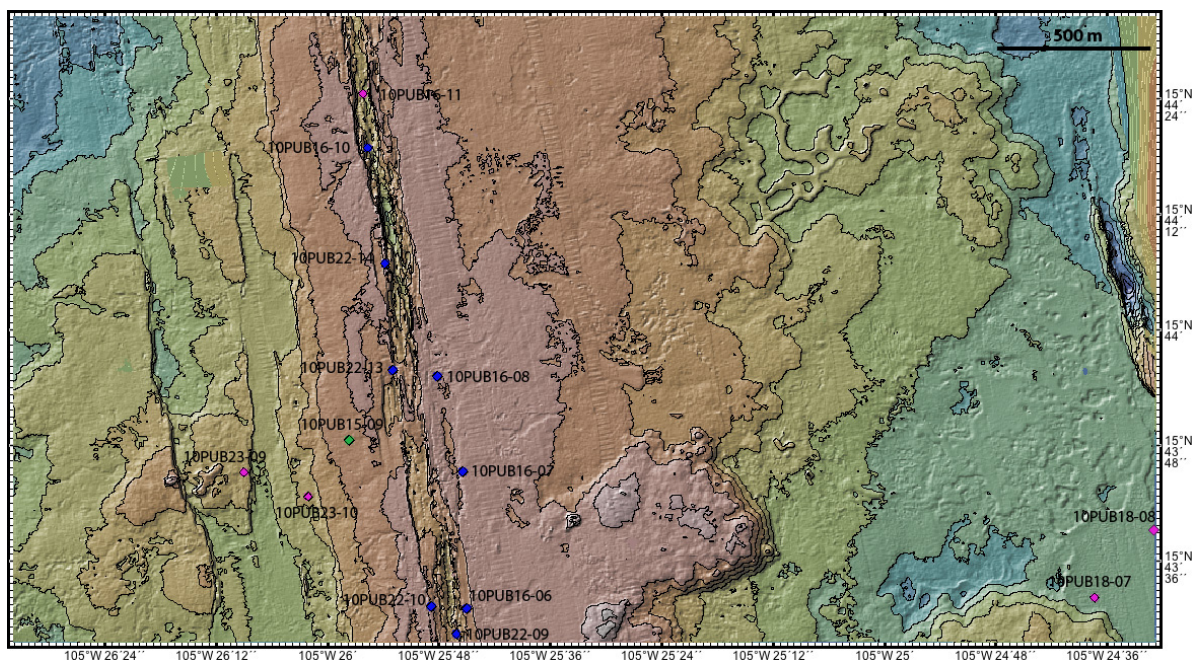 500 m
10PUB16-11
15°N
44´
24´´
10PUB16-10
15°N
44´
12´´
10PUB22-14
15°N
44´
10PUB22-13
10PUB16-08
10PUB15-09
15°N
43´
48´´
10PUB23-09
10PUB16-07
10PUB23-10
10PUB18-08
15°N
43´
36´´
10PUB18-07
10PUB22-10
10PUB16-06
10PUB22-09
105°W 26´24´´
105°W 26´12´´
105°W 26´
105°W 25´48´´
105°W 25´36´´
105°W 25´24´´
105°W 25´12´´
105°W 25´
105°W 24´48´´
105°W 24´36´´